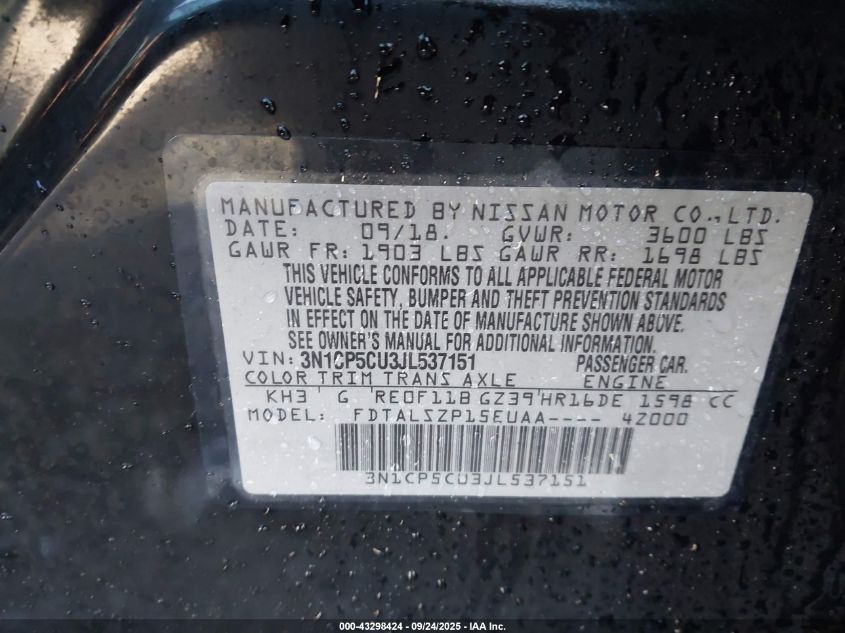 MANUFACTURED BY NISSAN MOTOR CO.,LTD.
DATE: 09/18. GVWR: 3600 LBS
GAWR FR: 1903 LBS GAWR RR: 1698 LBS
THIS VEHICLE CONFORMS TO ALL APPLICABLE FEDERAL MOTOR
VEHICLE SAFETY, BUMPER AND THEFT PREVENTION STANDARDS
IN EFFECT ON THE DATE OF MANUFACTURE SHOWN ABOVE.
SEE OWNER'S MANUAL FOR ADDITIONAL INFORMATION.
VIN: 3N1CP5CU3JL537151 PASSENGER CAR.
COLOR TRIM TRANS AXLE ENGINE
KH3 G RE0F11B GZ39 HR16DE 1598 CC
MODEL: FDTALSZP15EUAA---- 4Z000
3N1CP5CU3JL537151
000-43298424 - 09/24/2025 - IAA Inc.